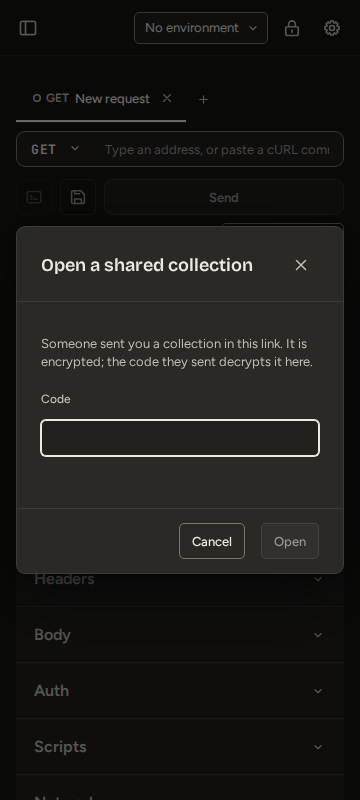 No environment
GET New request
GET
Type an address, or paste a cURL com
Send
Open a shared collection
Someone sent you a collection in this link. It is
encrypted; the code they sent decrypts it here.
Code
Cancel
Open
Headers
Body
Auth
Scripts